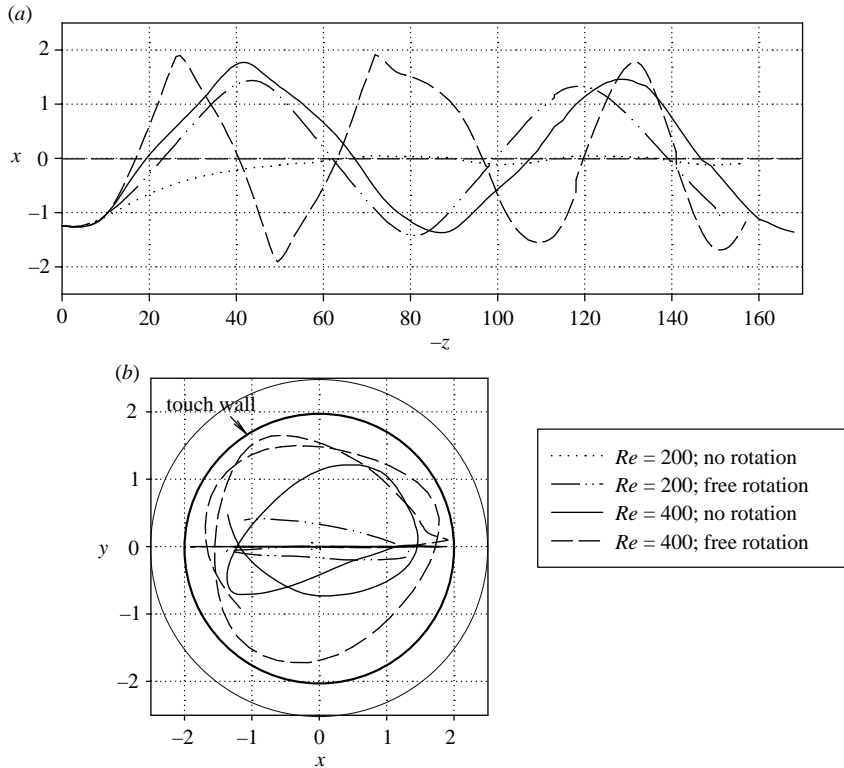 (a)
2
1
x 0
–1
–2
0 20 40 60 80 100 120 140 160
–z
(b)
touch wall
2
1
y 0
–1
–2
–2 –1 0 1 2
x
Re = 200; no rotation
Re = 200; free rotation
Re = 400; no rotation
Re = 400; free rotation